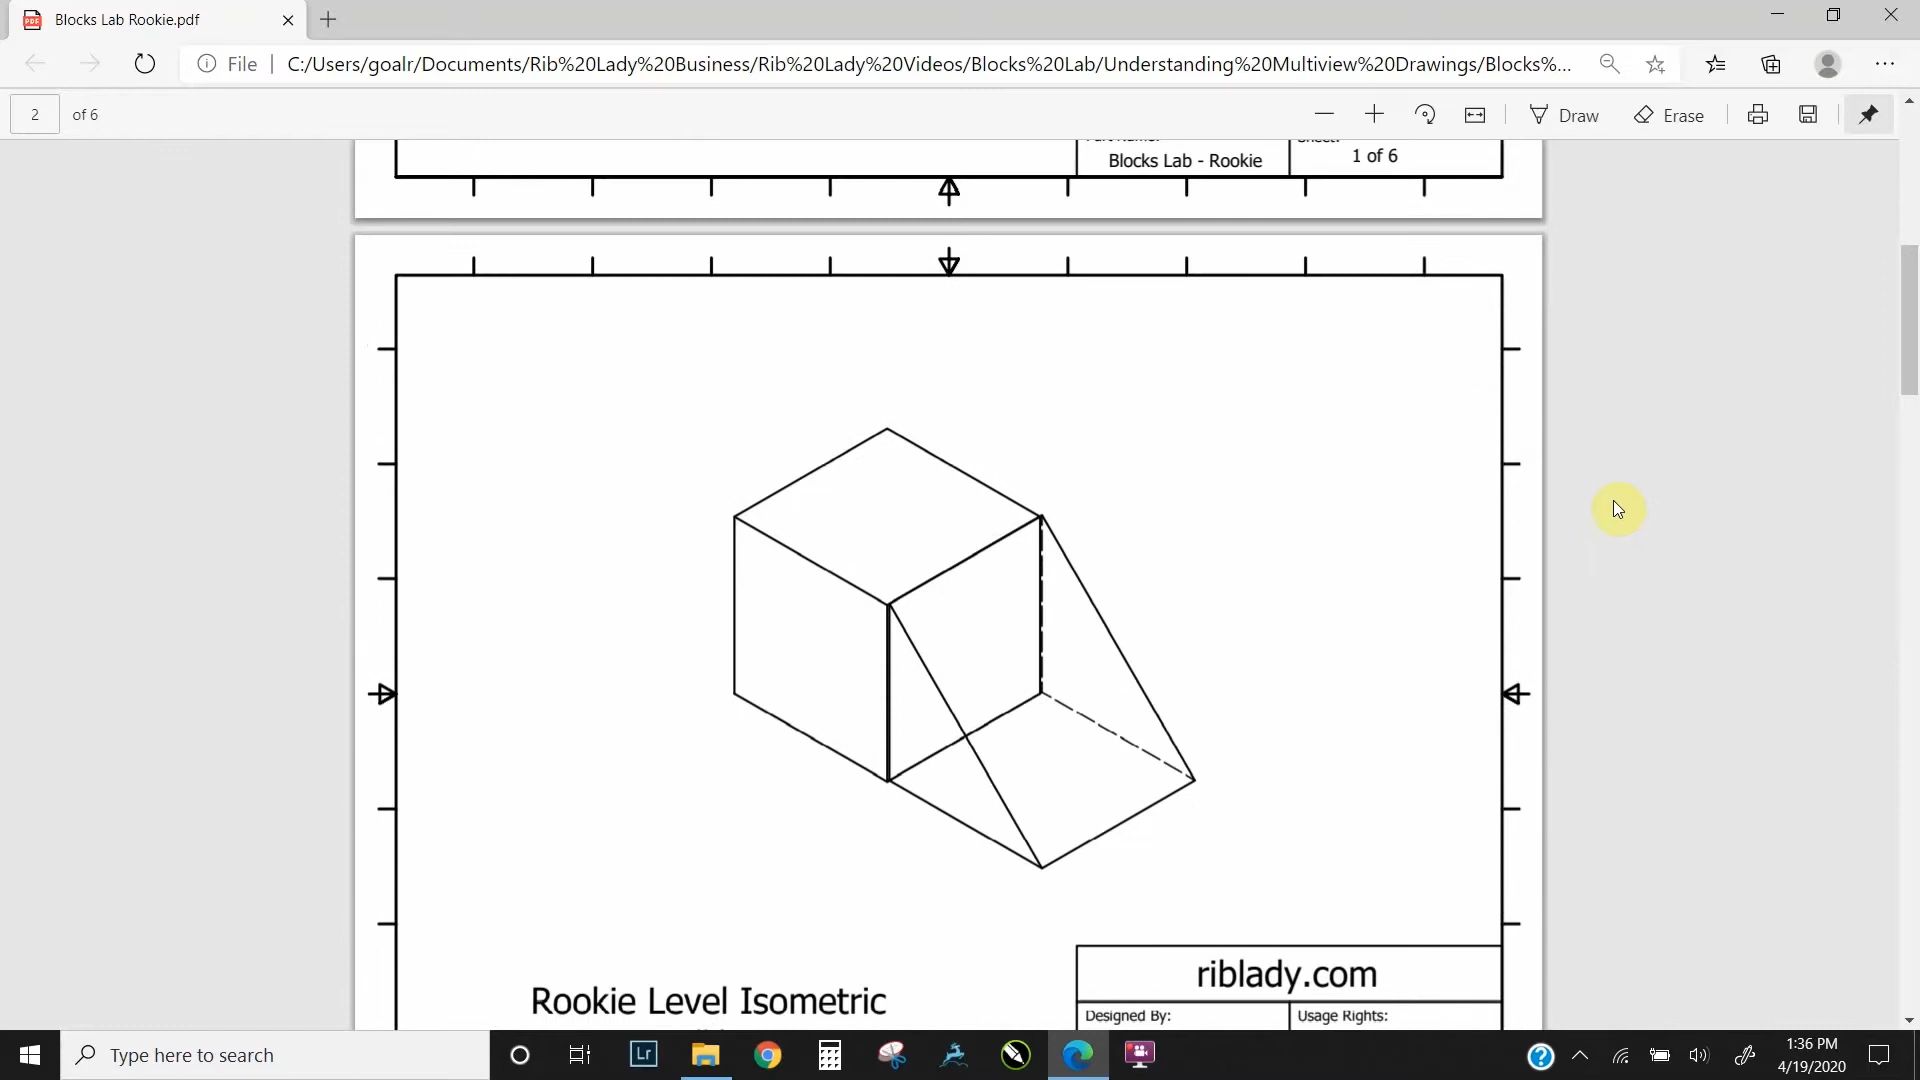 Blocks Lab Rookie.pdf
File
C:/Users/goalr/Documents/Rib%20Lady%20Business/Rib%20Lady%20Videos/Blocks%20Lab/Understanding%20Multiview%20Drawings/Blocks%...
2 of 6
Draw
Erase
Blocks Lab - Rookie
1 of 6
Rookie Level Isometric
riblady.com
Designed By:
Usage Rights:
Type here to search
Lr
1:36 PM
4/19/2020